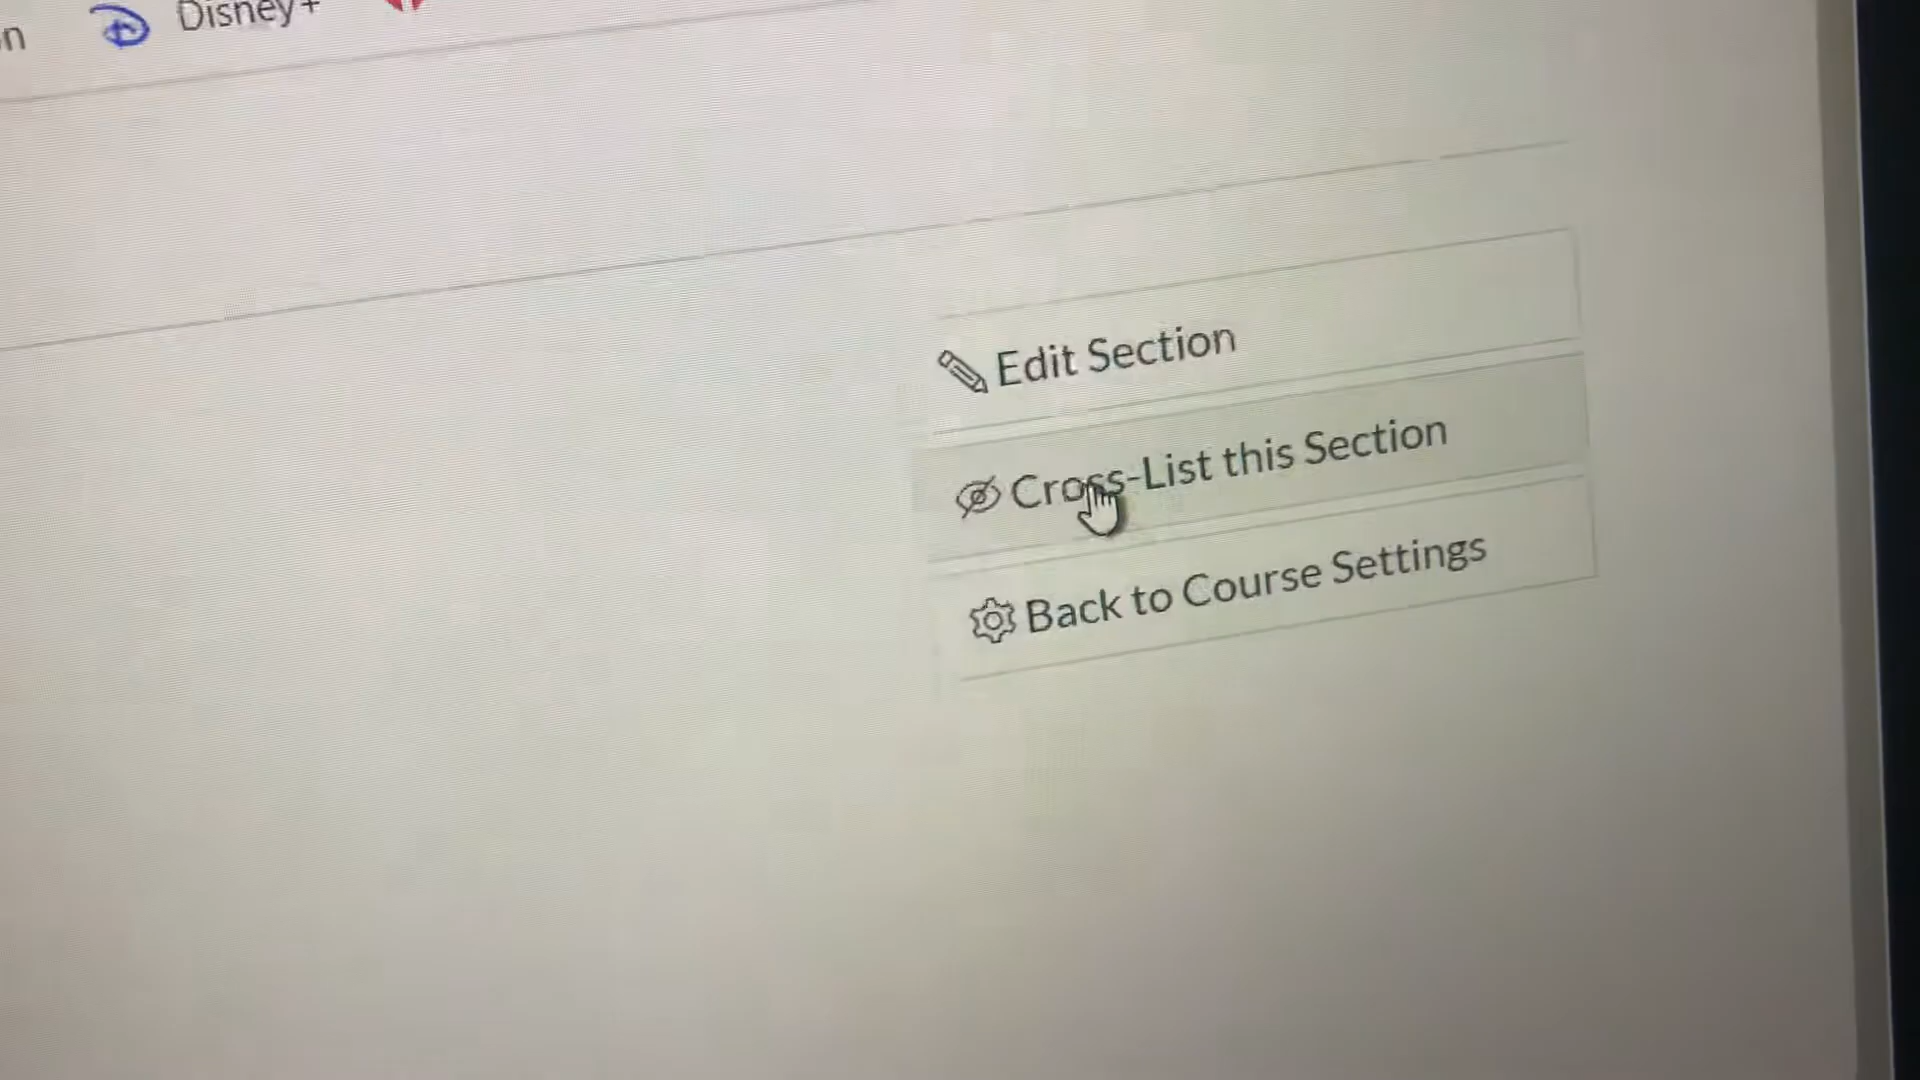 n
Disney+
Edit Section
Cross-List this Section
Back to Course Settings